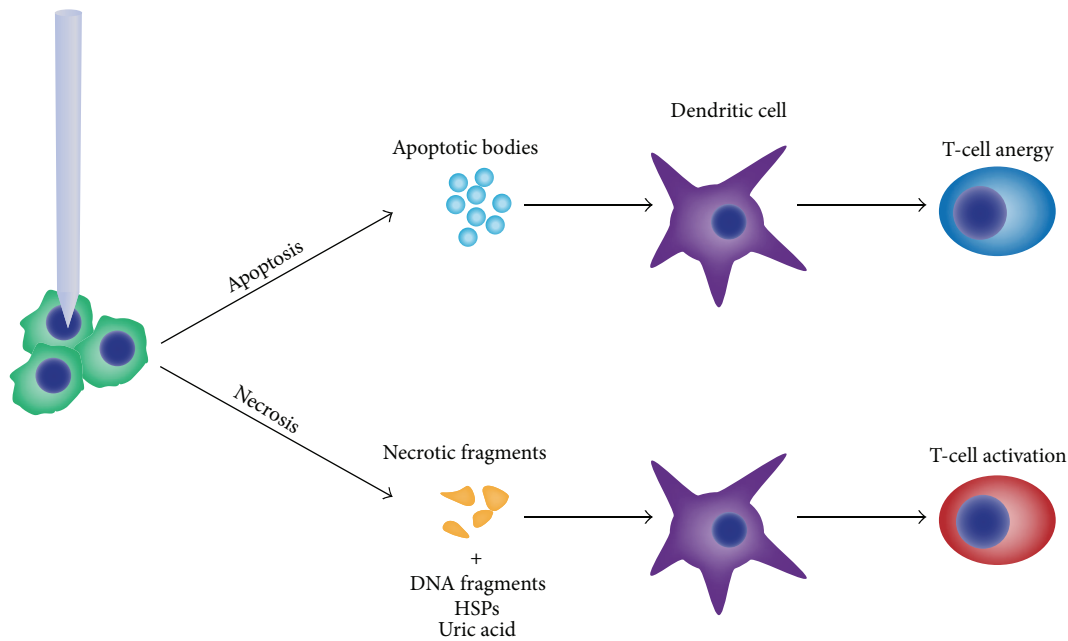 Dendritic cell
Apoptotic bodies
T-cell anergy
Apoptosis
Necrosis
Necrotic fragments
T-cell activation
+
DNA fragments
HSPs
Uric acid